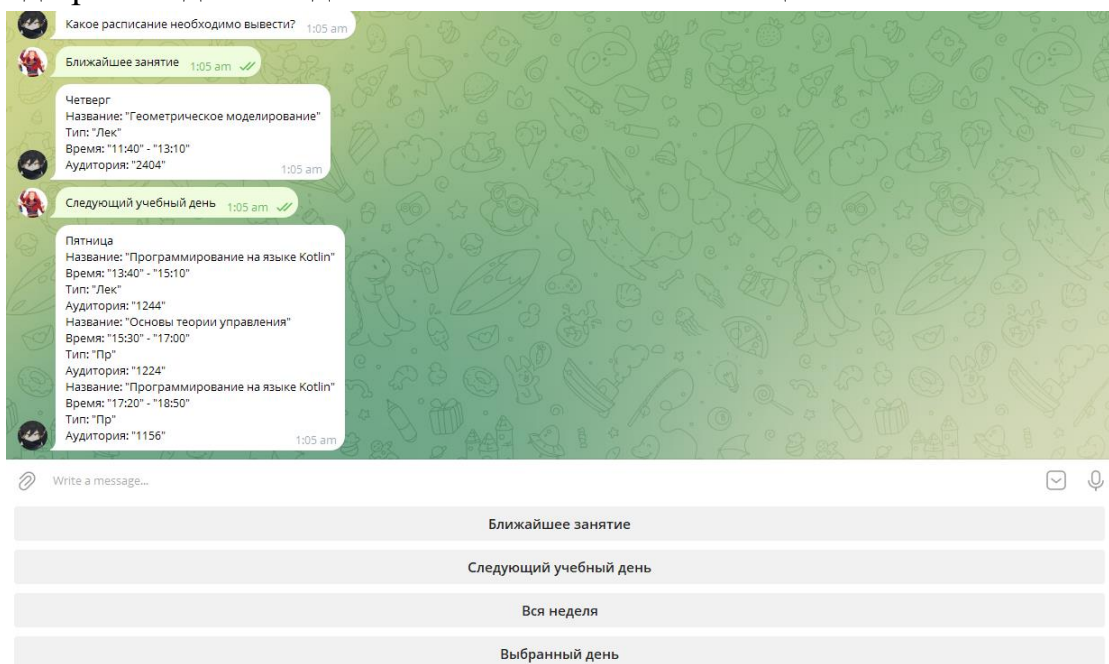 Какое расписание необходимо вывести? 1:05 am
Ближайшее занятие 1:05 am
Четверг
Название: "Геометрическое моделирование"
Тип: "Лек"
Время: "11:40" - "13:10"
Аудитория: "2404"
1:05 am
Следующий учебный день 1:05 am
Пятница
Название: "Программирование на языке Kotlin"
Время: "13:40" - "15:10"
Тип: "Лек"
Аудитория: "1244"
Название: "Основы теории управления"
Время: "15:30" - "17:00"
Тип: "Пр"
Аудитория: "1224"
Название: "Программирование на языке Kotlin"
Время: "17:20" - "18:50"
Тип: "Пр"
Аудитория: "1156"
1:05 am
Write a message...
Ближайшее занятие
Следующий учебный день
Вся неделя
Выбранный день